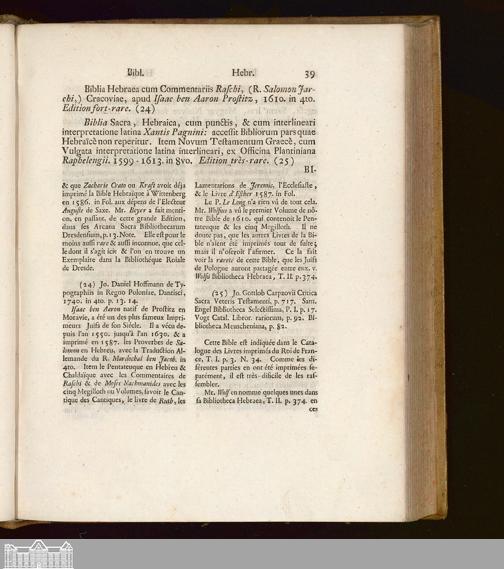 Bibl. Hebr. 39
Biblia Hebraea cum Commentariis Raschi, (R. Salomon Jar-
chi,) Cracoviae, apud Isaac ben Aaron Prostitz, 1610. in 4to.
Edition fort-rare. (24)
Biblia Sacra, Hebraica, cum punctis, & cum interlineari
interpretatione latina Xantis Pagnini: accessit Bibliorum pars quae
Hebraicè non reperitur. Item Novum Testamentum Graecè, cum
Vulgata interpretatione latina interlineari, ex Officina Plantiniana
Raphelengii. 1599-1613. in 8vo. Edition très-rare. (25)
BI-
& que Zacharie Crato ou Kraft avoit déja
imprimé la Bible Hebraique à Wittenberg
en 1586. in Fol. aux dépens de l'Electeur
Auguste de Saxe. Mr. Beyer a fait menti-
on, en passant, de cette grande Edition,
dans ses Arcana Sacra Bibliothecarum
Dresdensium, p. 13. Note. Elle est pour le
moins aussi rare & aussi inconnue, que cel-
le dont il s'agit ici: & l'on en trouve un
Exemplaire dans la Bibliothéque Roiale
de Dresde.
(24) Jo. Daniel Hoffmann de Ty-
pographiis in Regno Poloniae, Dantisci,
1740. in 4to. p. 13. 14.
Isaac ben Aaron natif de Prostitz en
Moravie, a été un des plus fameux Impri-
meurs Juifs de son Siécle. Il a vécu de-
puis l'an 1550. jusqu'à l'an 1630. & a
imprimé en 1587. les Proverbes de Sa-
lomon en Hebreu, avec la Traduction Al-
lemande du R. Mardochai ben Jacob. in
4to. Item le Pentateuque en Hébreu &
Chaldaïque avec les Commentaires de
Raschi & de Moses Nachmanides avec les
cinq Megilloth ou Volumes, savoir le Can-
tique des Cantiques, le livre de Ruth, les
Lamentations de Jeremie, l'Ecclesiaste,
& le Livre d'Esther 1587. in Fol.
Le P. Le Long n'a rien vû de tout cela.
Mr. Wolfius a vû le premier Volume de nô-
tre Bible de 1610. qui contenoit le Pen-
tateuque & les cinq Megilloth. Il ne
doute pas, que les autres Livres de la Bi-
ble n'aient été imprimés tout de suite;
mais il n'oseroit l'affirmer. Ce la fait
voir la rareté de cette Bible, que les Juifs
de Pologne auront partagée entre eux. v.
Wolfii Bibliotheca Hebraea, T. II. p. 374.
(25) Jo. Gottlob Carpzovii Critica
Sacra Veteris Testamenti, p. 717. Sam.
Engel Bibliotheca Selectissima, P. I. p. 17.
Vogt Catal. Libror. rariorum, p. 92. Bi-
bliotheca Menckeniana, p. 82.
Cette Bible est indiquée dans le Cata-
logue des Livres imprimés du Roi de Fran-
ce, T. I. p. 3. N. 34. Comme les dif-
férentes parties en ont été imprimées se-
parément, il est très-difficile de les ras-
sembler.
Mr. Wolf en nomme quelques unes dans
sa Bibliotheca Hebraea, T. II. p. 374. en
ces